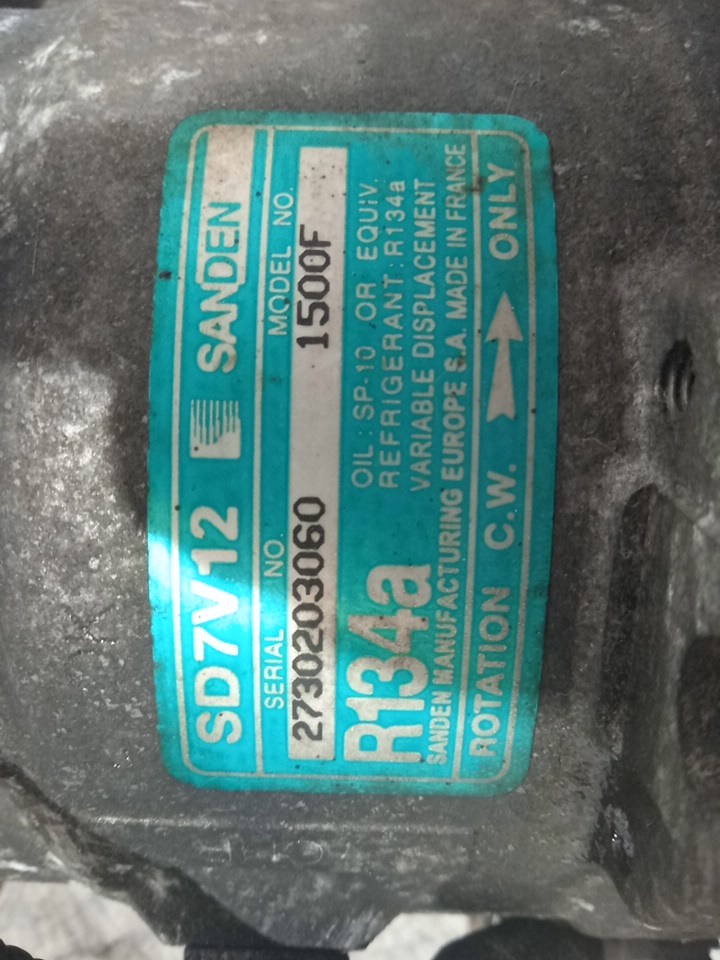 SD7V12 SANDEN
SERIAL NO. MODEL NO.
2730203060 1500F
R134a
OIL : SP-10 OR EQUIV.
REFRIGERANT : R134a
VARIABLE DISPLACEMENT
SANDEN MANUFACTURING EUROPE S.A. MADE IN FRANCE
ROTATION C.W. ONLY